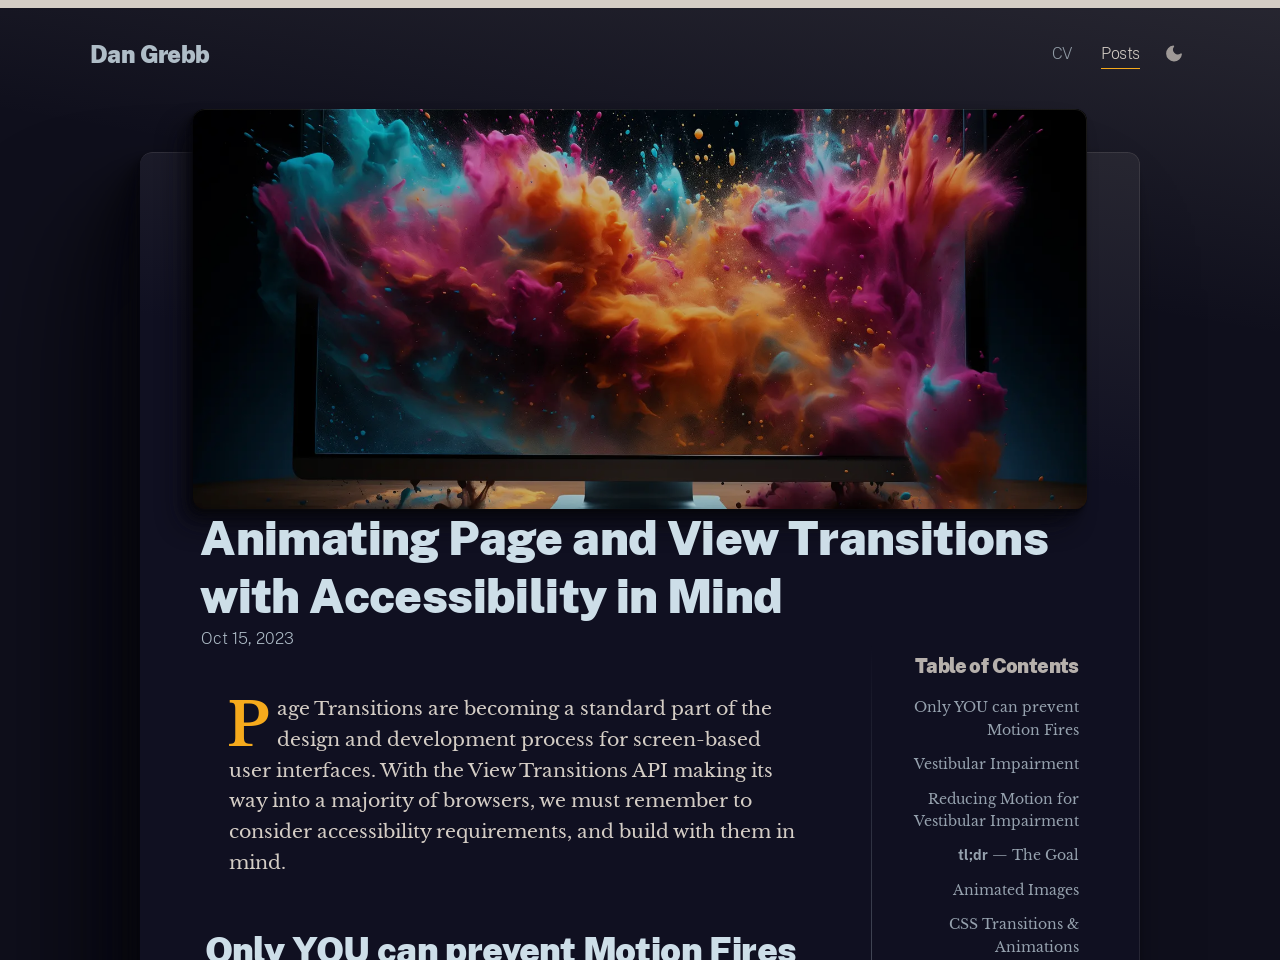 Dan Grebb
CV
Posts
Animating Page and View Transitions
with Accessibility in Mind
Oct 15, 2023
Page Transitions are becoming a standard part of the
design and development process for screen-based
user interfaces. With the View Transitions API making its
way into a majority of browsers, we must remember to
consider accessibility requirements, and build with them in
mind.
Only YOU can prevent Motion Fires
Table of Contents
Only YOU can prevent
Motion Fires
Vestibular Impairment
Reducing Motion for
Vestibular Impairment
tl;dr — The Goal
Animated Images
CSS Transitions &
Animations